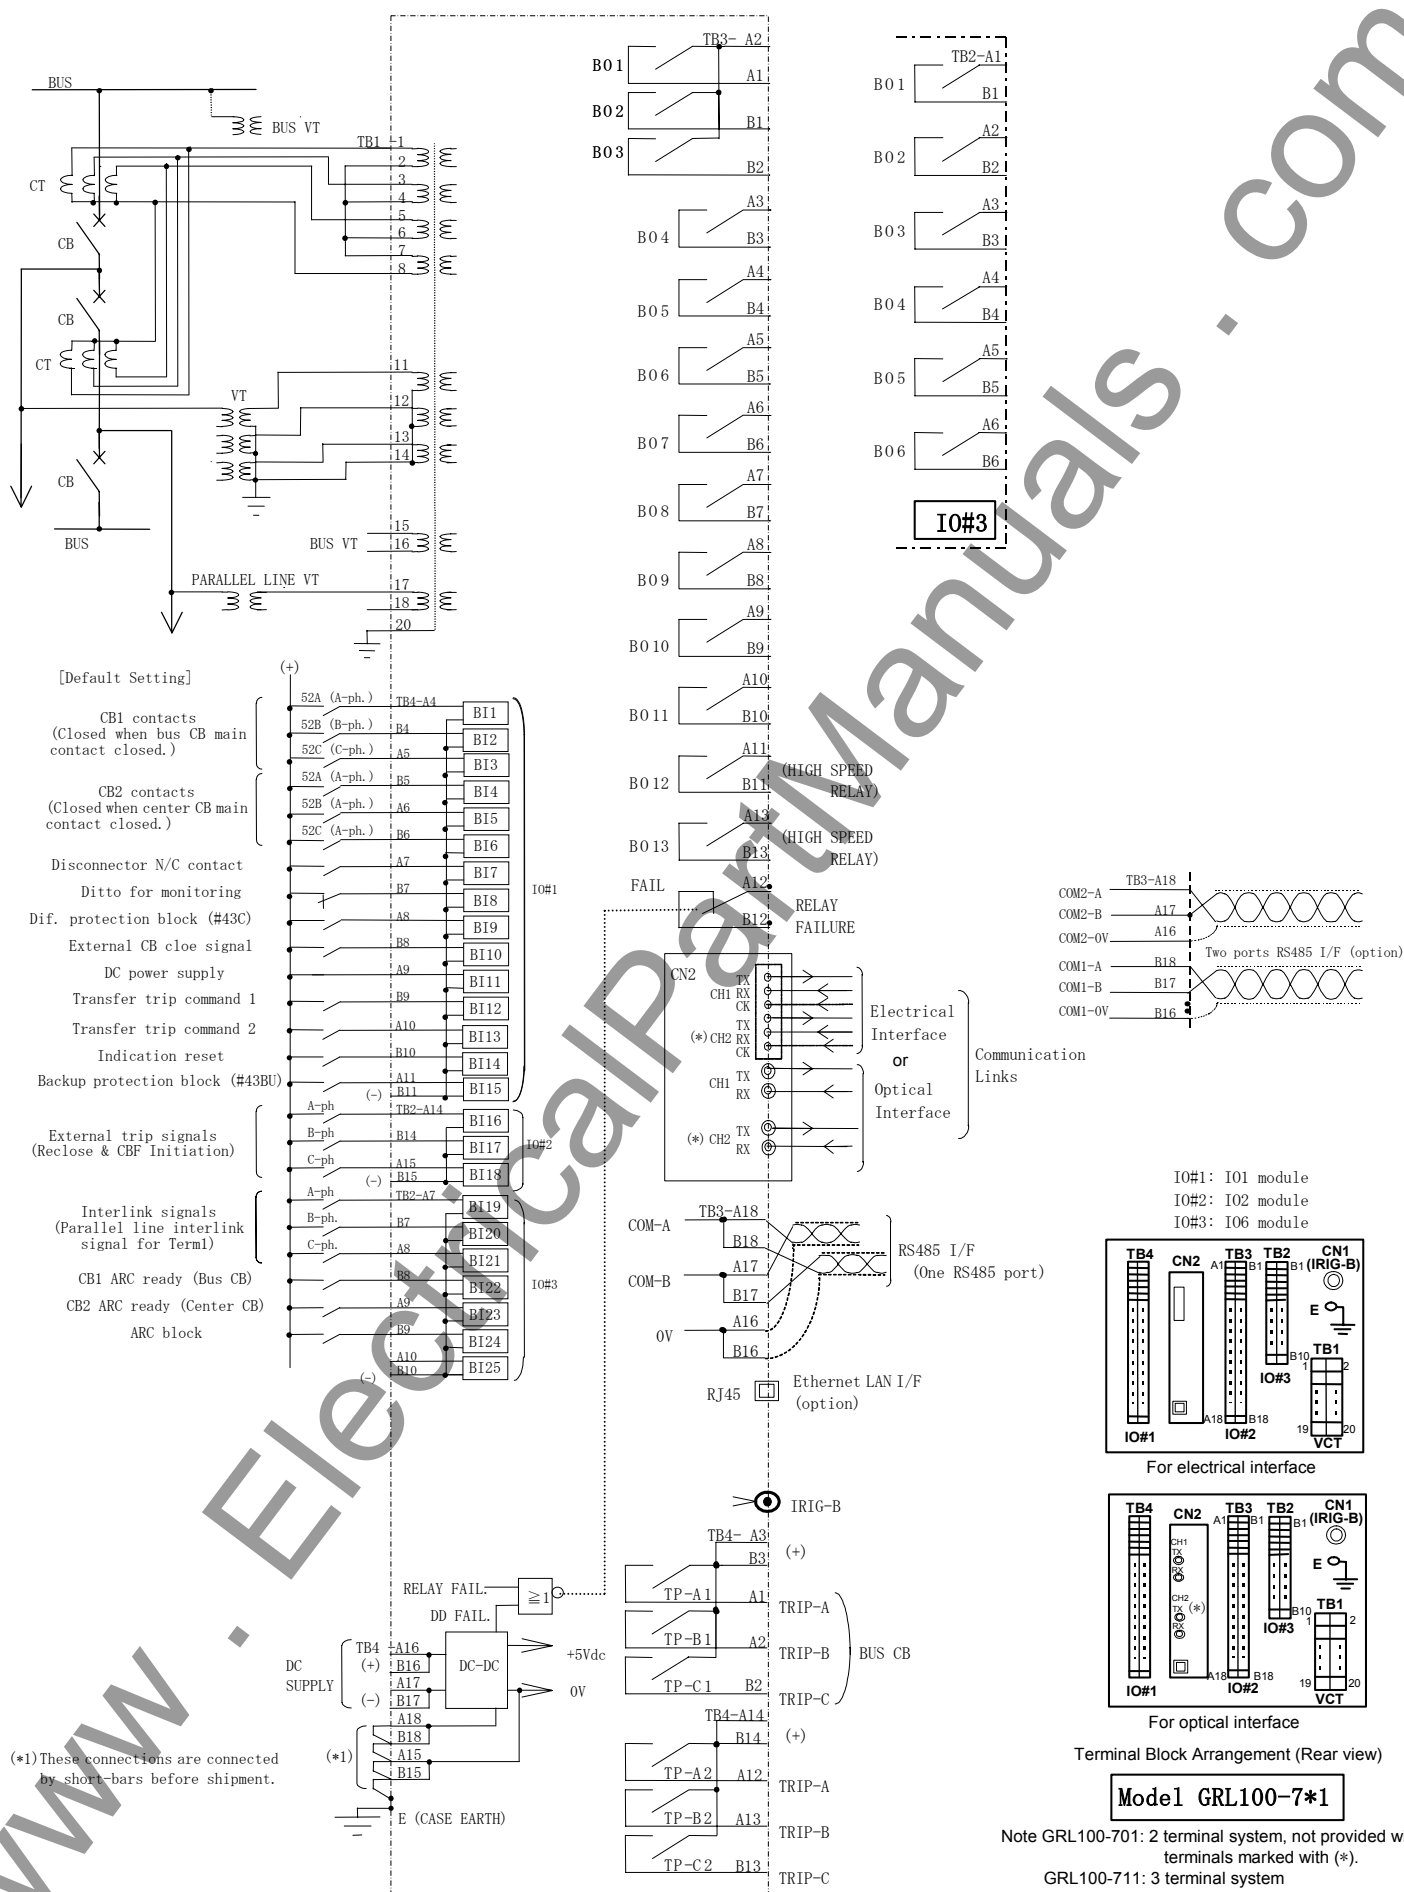 BUS
BUS VT
CT
CB
CB
CT
VT
CB
BUS
BUS VT
PARALLEL LINE VT
TB1 -1
2
3
4
5
6
7
8
11
12
13
14
15
16
17
18
20
[Default Setting]
(+)
CB1 contacts
(Closed when bus CB main
contact closed.)
CB2 contacts
(Closed when center CB main
contact closed.)
Disconnector N/C contact
Ditto for monitoring
Dif. protection block (#43C)
External CB cloe signal
DC power supply
Transfer trip command 1
Transfer trip command 2
Indication reset
Backup protection block (#43BU)
External trip signals
(Reclose & CBF Initiation)
Interlink signals
(Parallel line interlink
signal for Term1)
CB1 ARC ready (Bus CB)
CB2 ARC ready (Center CB)
ARC block
52A (A-ph.) TB4-A4 BI1
52B (B-ph.) B4 BI2
52C (C-ph.) A5 BI3
52A (A-ph.) B5 BI4
52B (A-ph.) A6 BI5
52C (A-ph.) B6 BI6
A7 BI7
B7 BI8
A8 BI9
B8 BI10
A9 BI11
B9 BI12
A10 BI13
B10 BI14
A11 BI15
(-) B11
IO#1
A-ph TB2-A14 BI16
B-ph B14 BI17
C-ph A15 BI18
(-) B15
IO#2
A-ph TB2-A7 BI19
B-ph. B7 BI20
C-ph. A8 BI21
B8 BI22
A9 BI23
B9 BI24
A10 BI25
(-) B10
IO#3
RELAY FAIL.
DD FAIL.
≧1
DC
SUPPLY
TB4 -A16
(+) B16
A17
(-) B17
DC-DC
+5Vdc
0V
A18
B18
(*1) A15
B15
E (CASE EARTH)
(*1)These connections are connected
by short-bars before shipment.
BO1 TB3- A2
A1
BO2 B1
BO3 B2
BO4 A3
B3
BO5 A4
B4
BO6 A5
B5
BO7 A6
B6
BO8 A7
B7
BO9 A8
B8
BO10 A9
B9
BO11 A10
B10
BO12 A11
B11
(HIGH SPEED
RELAY)
BO13 A13
B13
(HIGH SPEED
RELAY)
FAIL A12
B12
RELAY
FAILURE
CN2
CH1 TX
RX
CK
(*)CH2 TX
RX
CK
Electrical
Interface
or
CH1 TX
RX
(*) CH2 TX
RX
Optical
Interface
Communication
Links
COM-A TB3-A18
B18
COM-B A17
B17
0V A16
B16
RS485 I/F
(One RS485 port)
RJ45
Ethernet LAN I/F
(option)
IRIG-B
TB4- A3
B3 (+)
TP-A1 A1 TRIP-A
TP-B1 A2 TRIP-B
TP-C1 B2 TRIP-C
BUS CB
TB4-A14
B14 (+)
TP-A2 A12 TRIP-A
TP-B2 A13 TRIP-B
TP-C2 B13 TRIP-C
BO1 TB2-A1
B1
BO2 A2
B2
BO3 A3
B3
BO4 A4
B4
BO5 A5
B5
BO6 A6
B6
IO#3
COM2-A TB3-A18
COM2-B A17
COM2-0V A16
Two ports RS485 I/F (option)
COM1-A B18
COM1-B B17
COM1-0V B16
IO#1: IO1 module
IO#2: IO2 module
IO#3: IO6 module
TB4 CN2 TB3 TB2 CN1
(IRIG-B)
A1 B1 B1
E
B10
TB1
1 2
IO#3
A18 B18
19 20
IO#1 IO#2 VCT
For electrical interface
TB4 CN2 TB3 TB2 CN1
(IRIG-B)
A1 B1 B1
CH1
TX
RX
E
CH2
TX (*)
RX
B10
TB1
1 2
IO#3
A18 B18
19 20
IO#1 IO#2 VCT
For optical interface
Terminal Block Arrangement (Rear view)
Model GRL100-7*1
Note GRL100-701: 2 terminal system, not provided
terminals marked with (*).
GRL100-711: 3 terminal system
www . ElectricalPartManuals . com